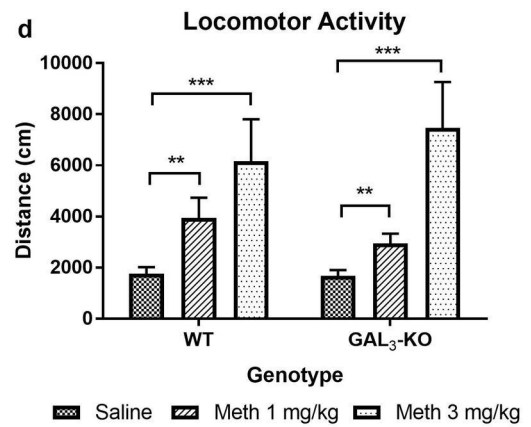 d
Locomotor Activity
Distance (cm)
10000
8000
6000
4000
2000
0
***
**
***
**
WT
GAL₃-KO
Genotype
Saline Meth 1 mg/kg Meth 3 mg/kg